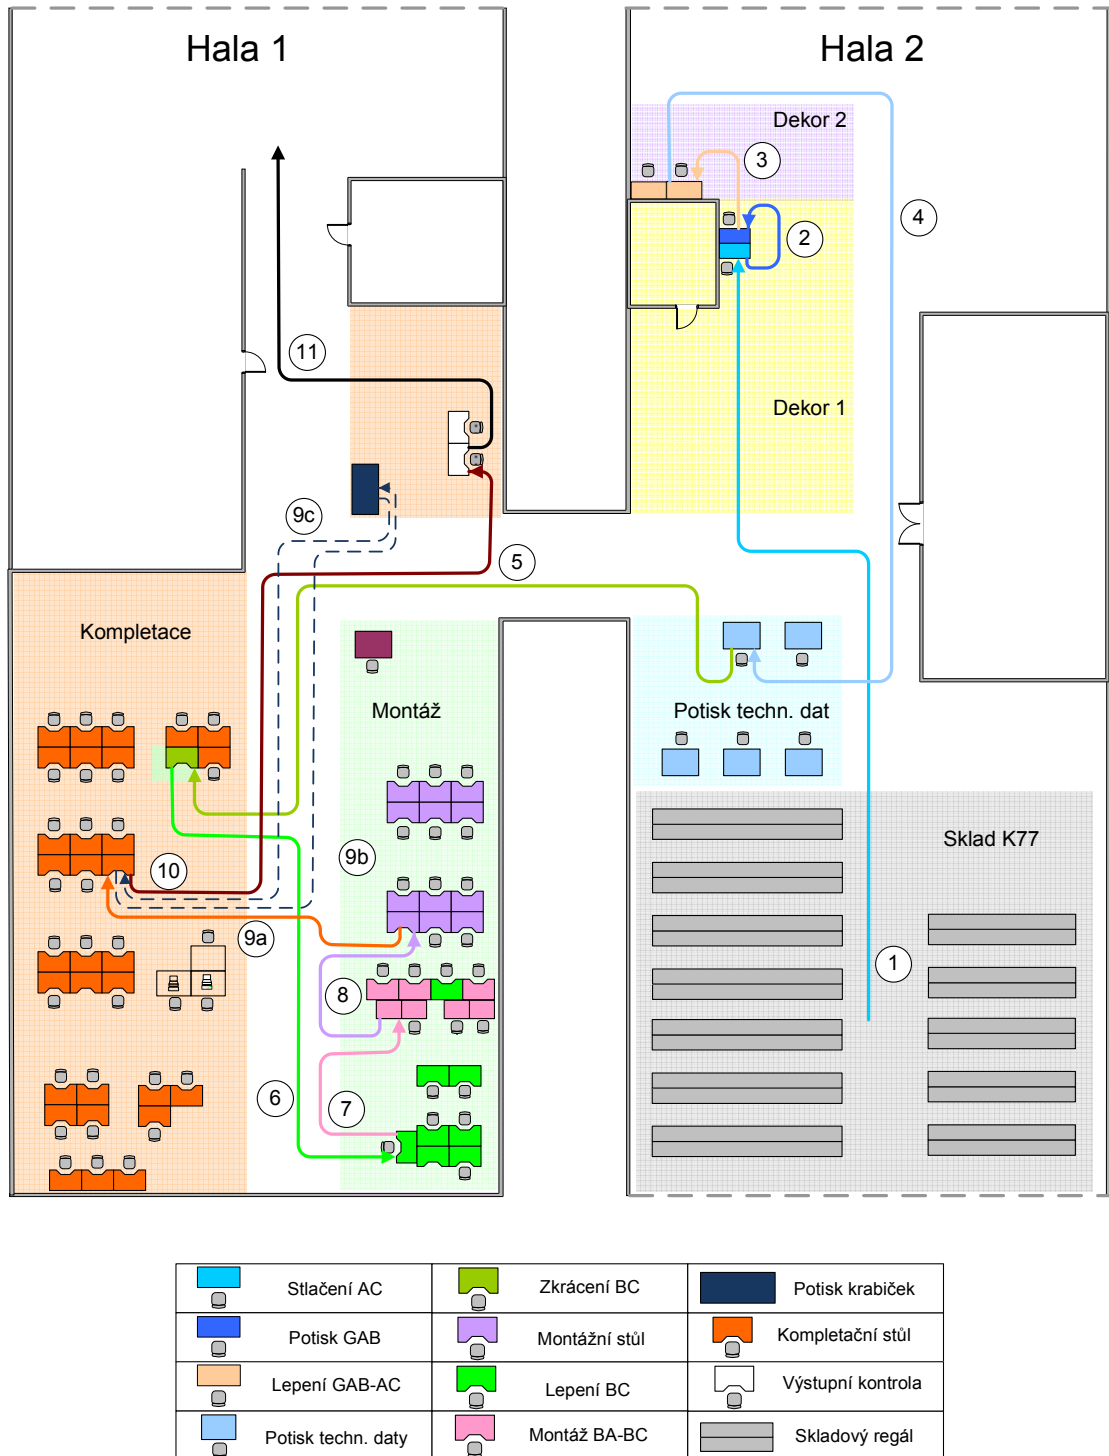 Hala 1
Hala 2
Dekor 2
3
4
2
11
Dekor 1
9c
5
Kompletace
Montáž
Potisk techn. dat
Sklad K77
9b
10
9a
1
8
6
7
Stlačení AC
Zkrácení BC
Potisk krabiček
Potisk GAB
Montážní stůl
Kompletační stůl
Lepení GAB-AC
Lepení BC
Výstupní kontrola
Potisk techn. daty
Montáž BA-BC
Skladový regál